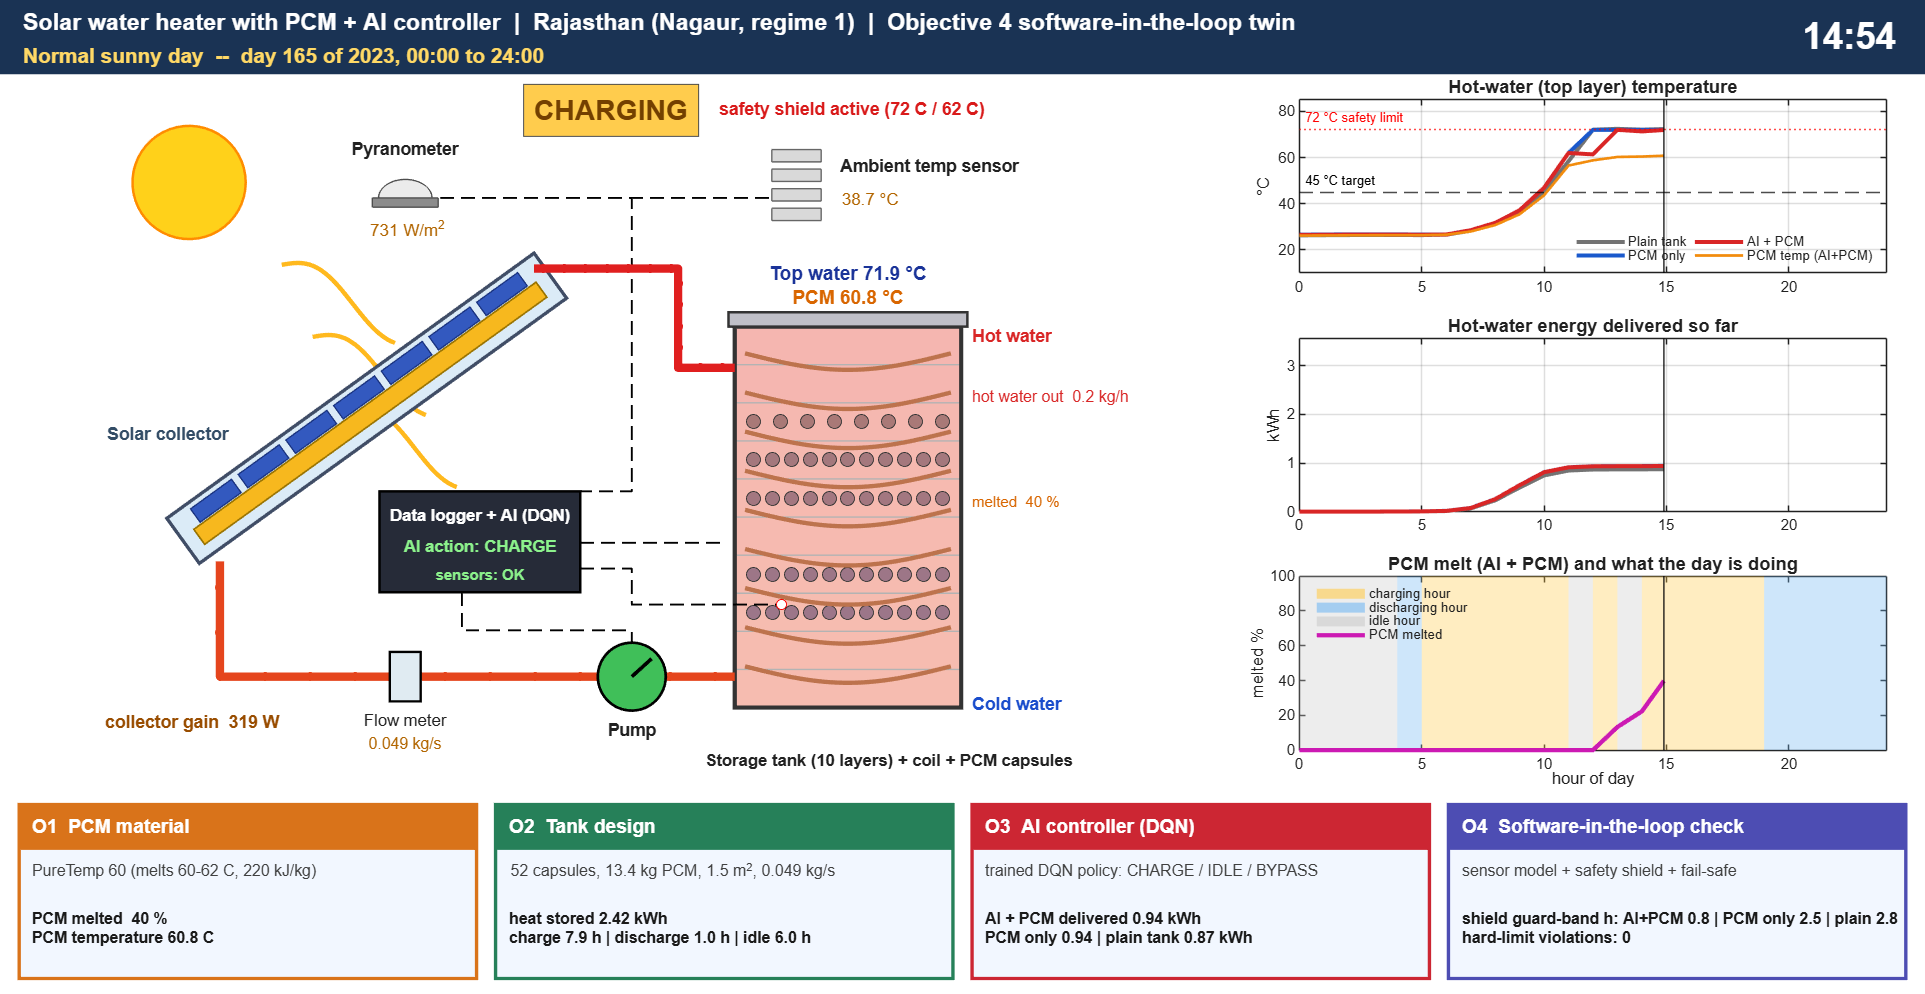 Solar water heater with PCM + AI controller | Rajasthan (Nagaur, regime 1) | Objective 4 software-in-the-loop twin
Normal sunny day -- day 165 of 2023, 00:00 to 24:00
14:54
CHARGING
safety shield active (72 C / 62 C)
Pyranometer
731 W/m²
Ambient temp sensor
38.7 °C
Top water 71.9 °C
PCM 60.8 °C
Hot water
hot water out 0.2 kg/h
melted 40 %
Cold water
Solar collector
Data logger + AI (DQN)
AI action: CHARGE
sensors: OK
collector gain 319 W
Flow meter
0.049 kg/s
Pump
Storage tank (10 layers) + coil + PCM capsules
Hot-water (top layer) temperature
°C
80
60
40
20
72 °C safety limit
45 °C target
Plain tank
AI + PCM
PCM only
PCM temp (AI+PCM)
0 5 10 15 20
Hot-water energy delivered so far
kWh
3
2
1
0
0 5 10 15 20
PCM melt (AI + PCM) and what the day is doing
melted %
100
80
60
40
20
0
charging hour
discharging hour
idle hour
PCM melted
0 5 10 15 20
hour of day
O1 PCM material
PureTemp 60 (melts 60-62 C, 220 kJ/kg)
PCM melted 40 %
PCM temperature 60.8 C
O2 Tank design
52 capsules, 13.4 kg PCM, 1.5 m², 0.049 kg/s
heat stored 2.42 kWh
charge 7.9 h | discharge 1.0 h | idle 6.0 h
O3 AI controller (DQN)
trained DQN policy: CHARGE / IDLE / BYPASS
AI + PCM delivered 0.94 kWh
PCM only 0.94 | plain tank 0.87 kWh
O4 Software-in-the-loop check
sensor model + safety shield + fail-safe
shield guard-band h: AI+PCM 0.8 | PCM only 2.5 | plain 2.8
hard-limit violations: 0